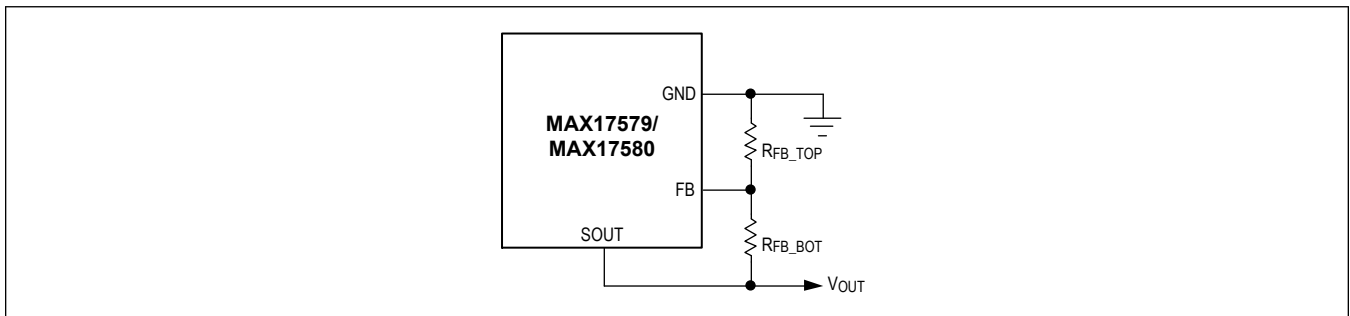 GND
MAX17579/
MAX17580
RFB_TOP
FB
SOUT
RFB_BOT
VOUT